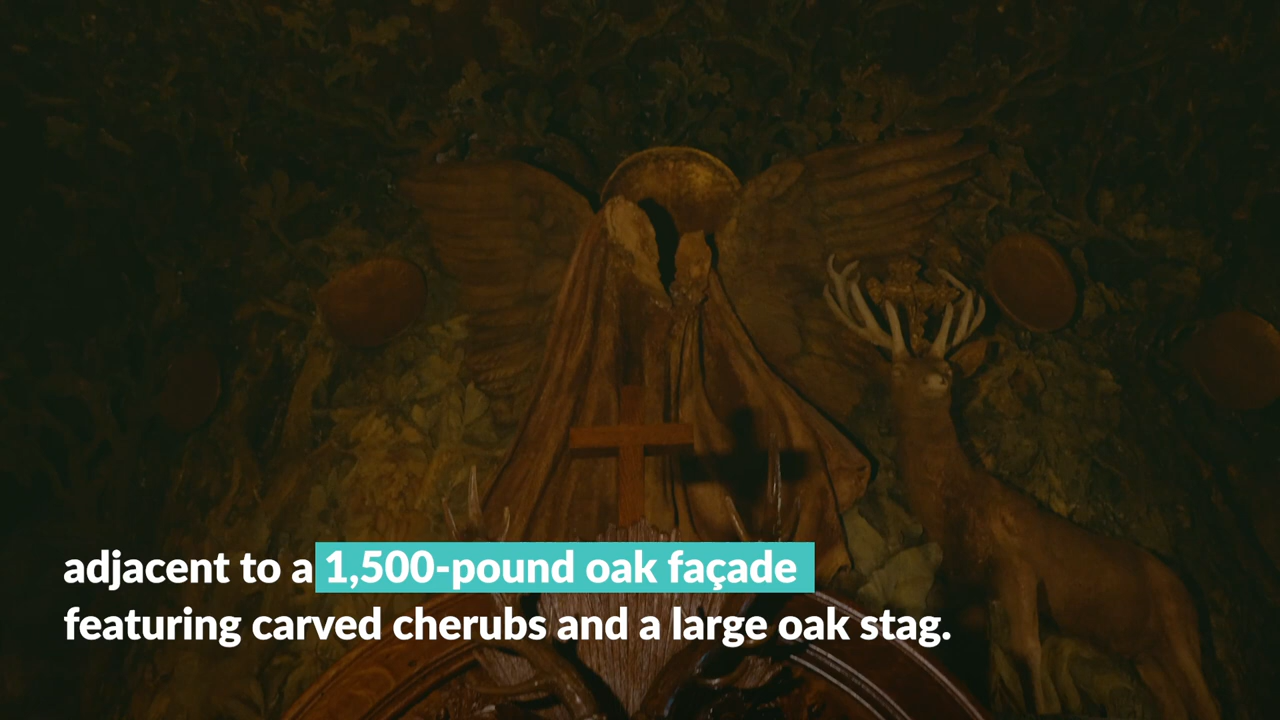 adjacent to a 1,500-pound oak façade
featuring carved cherubs and a large oak stag.